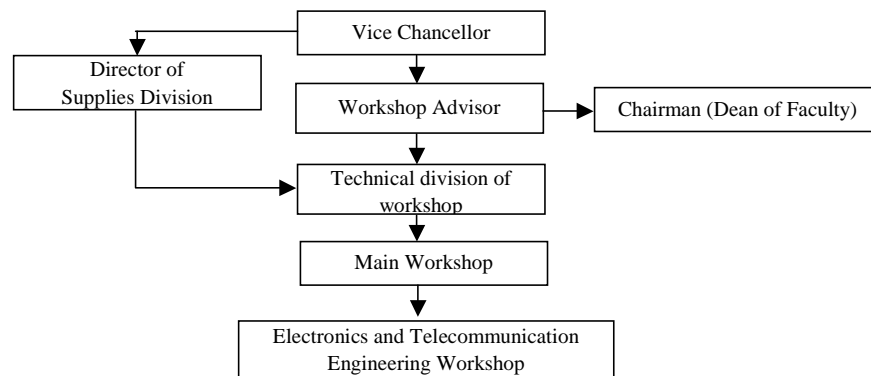 Vice Chancellor
Director of
Supplies Division
Workshop Advisor
Chairman (Dean of Faculty)
Technical division of
workshop
Main Workshop
Electronics and Telecommunication
Engineering Workshop